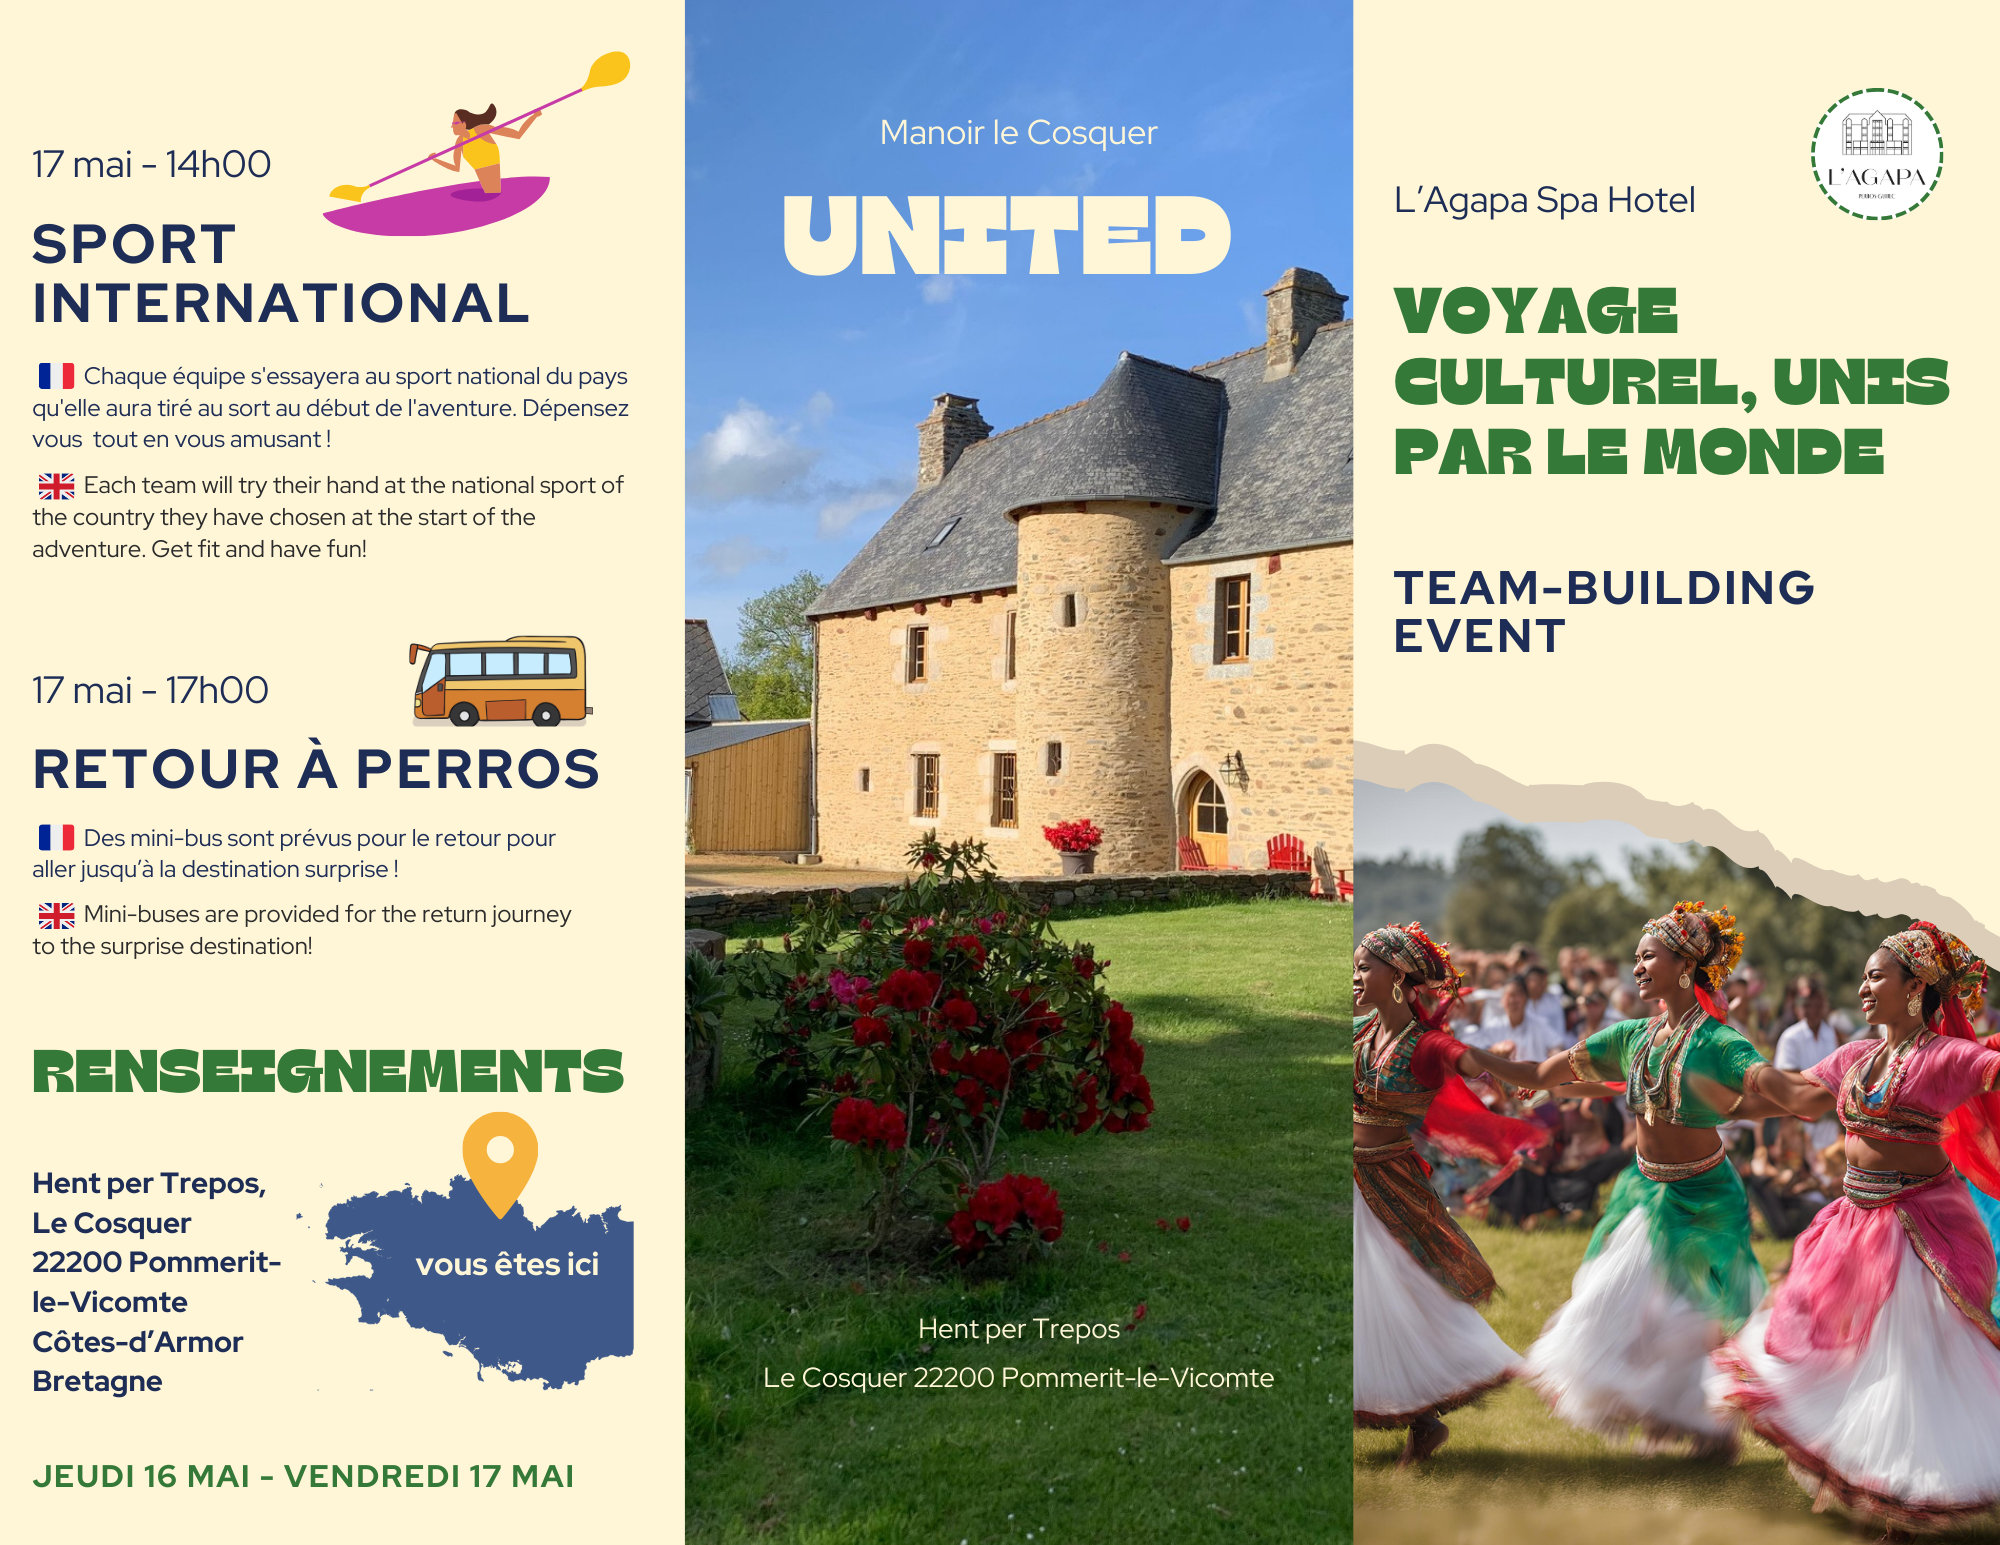 17 mai - 14h00
SPORT
INTERNATIONAL
Chaque équipe s'essayera au sport national du pays
qu'elle aura tiré au sort au début de l'aventure. Dépensez
vous  tout en vous amusant !
Each team will try their hand at the national sport of
the country they have chosen at the start of the
adventure. Get fit and have fun!
17 mai - 17h00
RETOUR À PERROS
Des mini-bus sont prévus pour le retour pour
aller jusqu’à la destination surprise !
Mini-buses are provided for the return journey
to the surprise destination!
RENSEIGNEMENTS
Hent per Trepos,
Le Cosquer
22200 Pommerit-
le-Vicomte
Côtes-d’Armor
Bretagne
vous êtes ici
JEUDI 16 MAI - VENDREDI 17 MAI
Manoir le Cosquer
UNITED
Hent per Trepos
Le Cosquer 22200 Pommerit-le-Vicomte
L’Agapa Spa Hotel
L’AGAPA
PERROS-GUIREC
VOYAGE
CULTUREL, UNIS
PAR LE MONDE
TEAM-BUILDING
EVENT